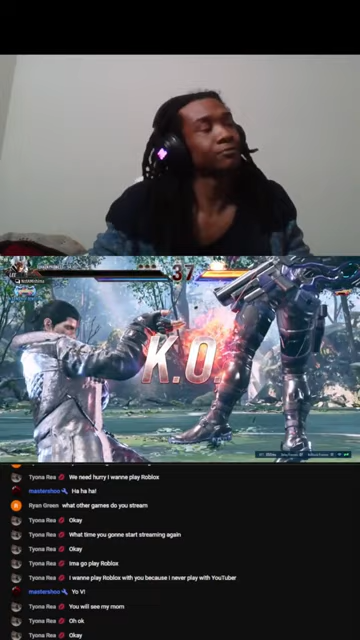 37
K.O.
Tyona Rea We need hurry I wanne play Roblox
mastershoo Ha ha ha!
R Ryan Green what other games do you stream
Tyona Rea Okay
Tyona Rea What time you gonne start streaming again
Tyona Rea Okay
Tyona Rea Ima go play Roblox
Tyona Rea I wanne play Roblox with you because I never play with YouTuber
mastershoo Yo V!
Tyona Rea You will see my mom
Tyona Rea Oh ok
Tyona Rea Okay